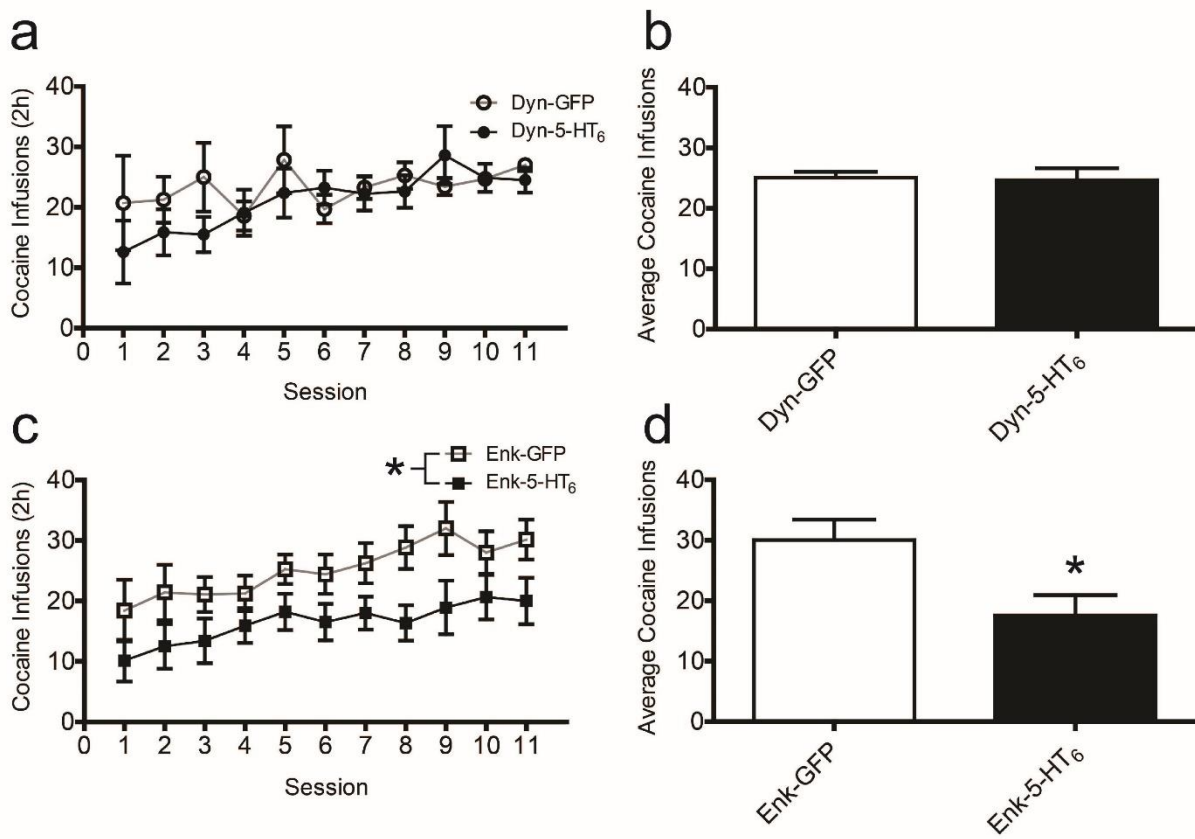 a
Cocaine Infusions (2h)
40
30
20
10
0
0 1 2 3 4 5 6 7 8 9 10 11
Session
Dyn-GFP
Dyn-5-HT₆
b
Average Cocaine Infusions
40
30
20
10
0
Dyn-GFP
Dyn-5-HT₆
c
Cocaine Infusions (2h)
40
30
20
10
0
0 1 2 3 4 5 6 7 8 9 10 11
Session
* Enk-GFP
Enk-5-HT₆
d
Average Cocaine Infusions
40
30
20
10
0
*
Enk-GFP
Enk-5-HT₆